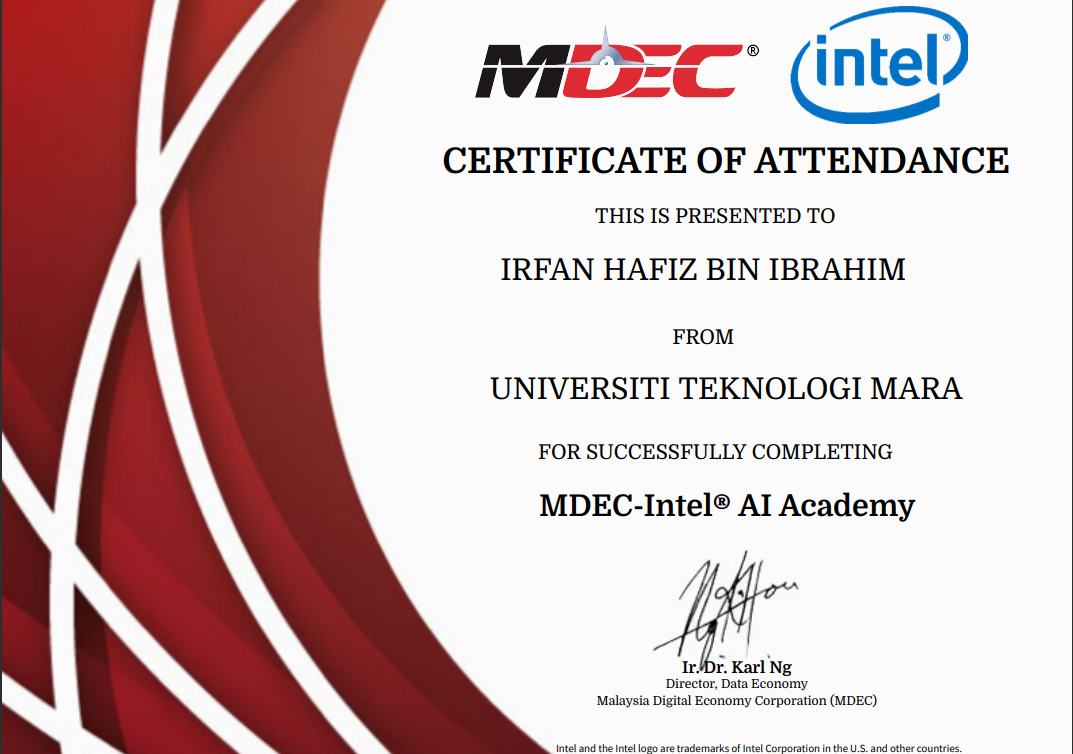 MDEC®
intel®
CERTIFICATE OF ATTENDANCE
THIS IS PRESENTED TO
IRFAN HAFIZ BIN IBRAHIM
FROM
UNIVERSITI TEKNOLOGI MARA
FOR SUCCESSFULLY COMPLETING
MDEC-Intel® AI Academy
Ir. Dr. Karl Ng
Director, Data Economy
Malaysia Digital Economy Corporation (MDEC)
Intel and the Intel logo are trademarks of Intel Corporation in the U.S. and other countries.